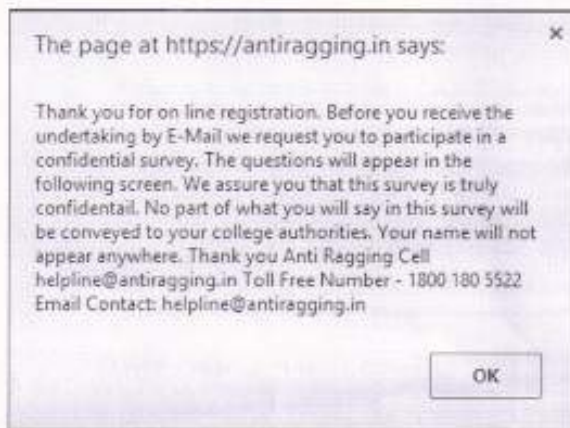 The page at https://antiragging.in says:
×
Thank you for on line registration. Before you receive the
undertaking by E-Mail we request you to participate in a
confidential survey. The questions will appear in the
following screen. We assure you that this survey is truly
confidentail. No part of what you will say in this survey will
be conveyed to your college authorities. Your name will not
appear anywhere. Thank you Anti Ragging Cell
helpline@antiragging.in Toll Free Number - 1800 180 5522
Email Contact: helpline@antiragging.in
OK